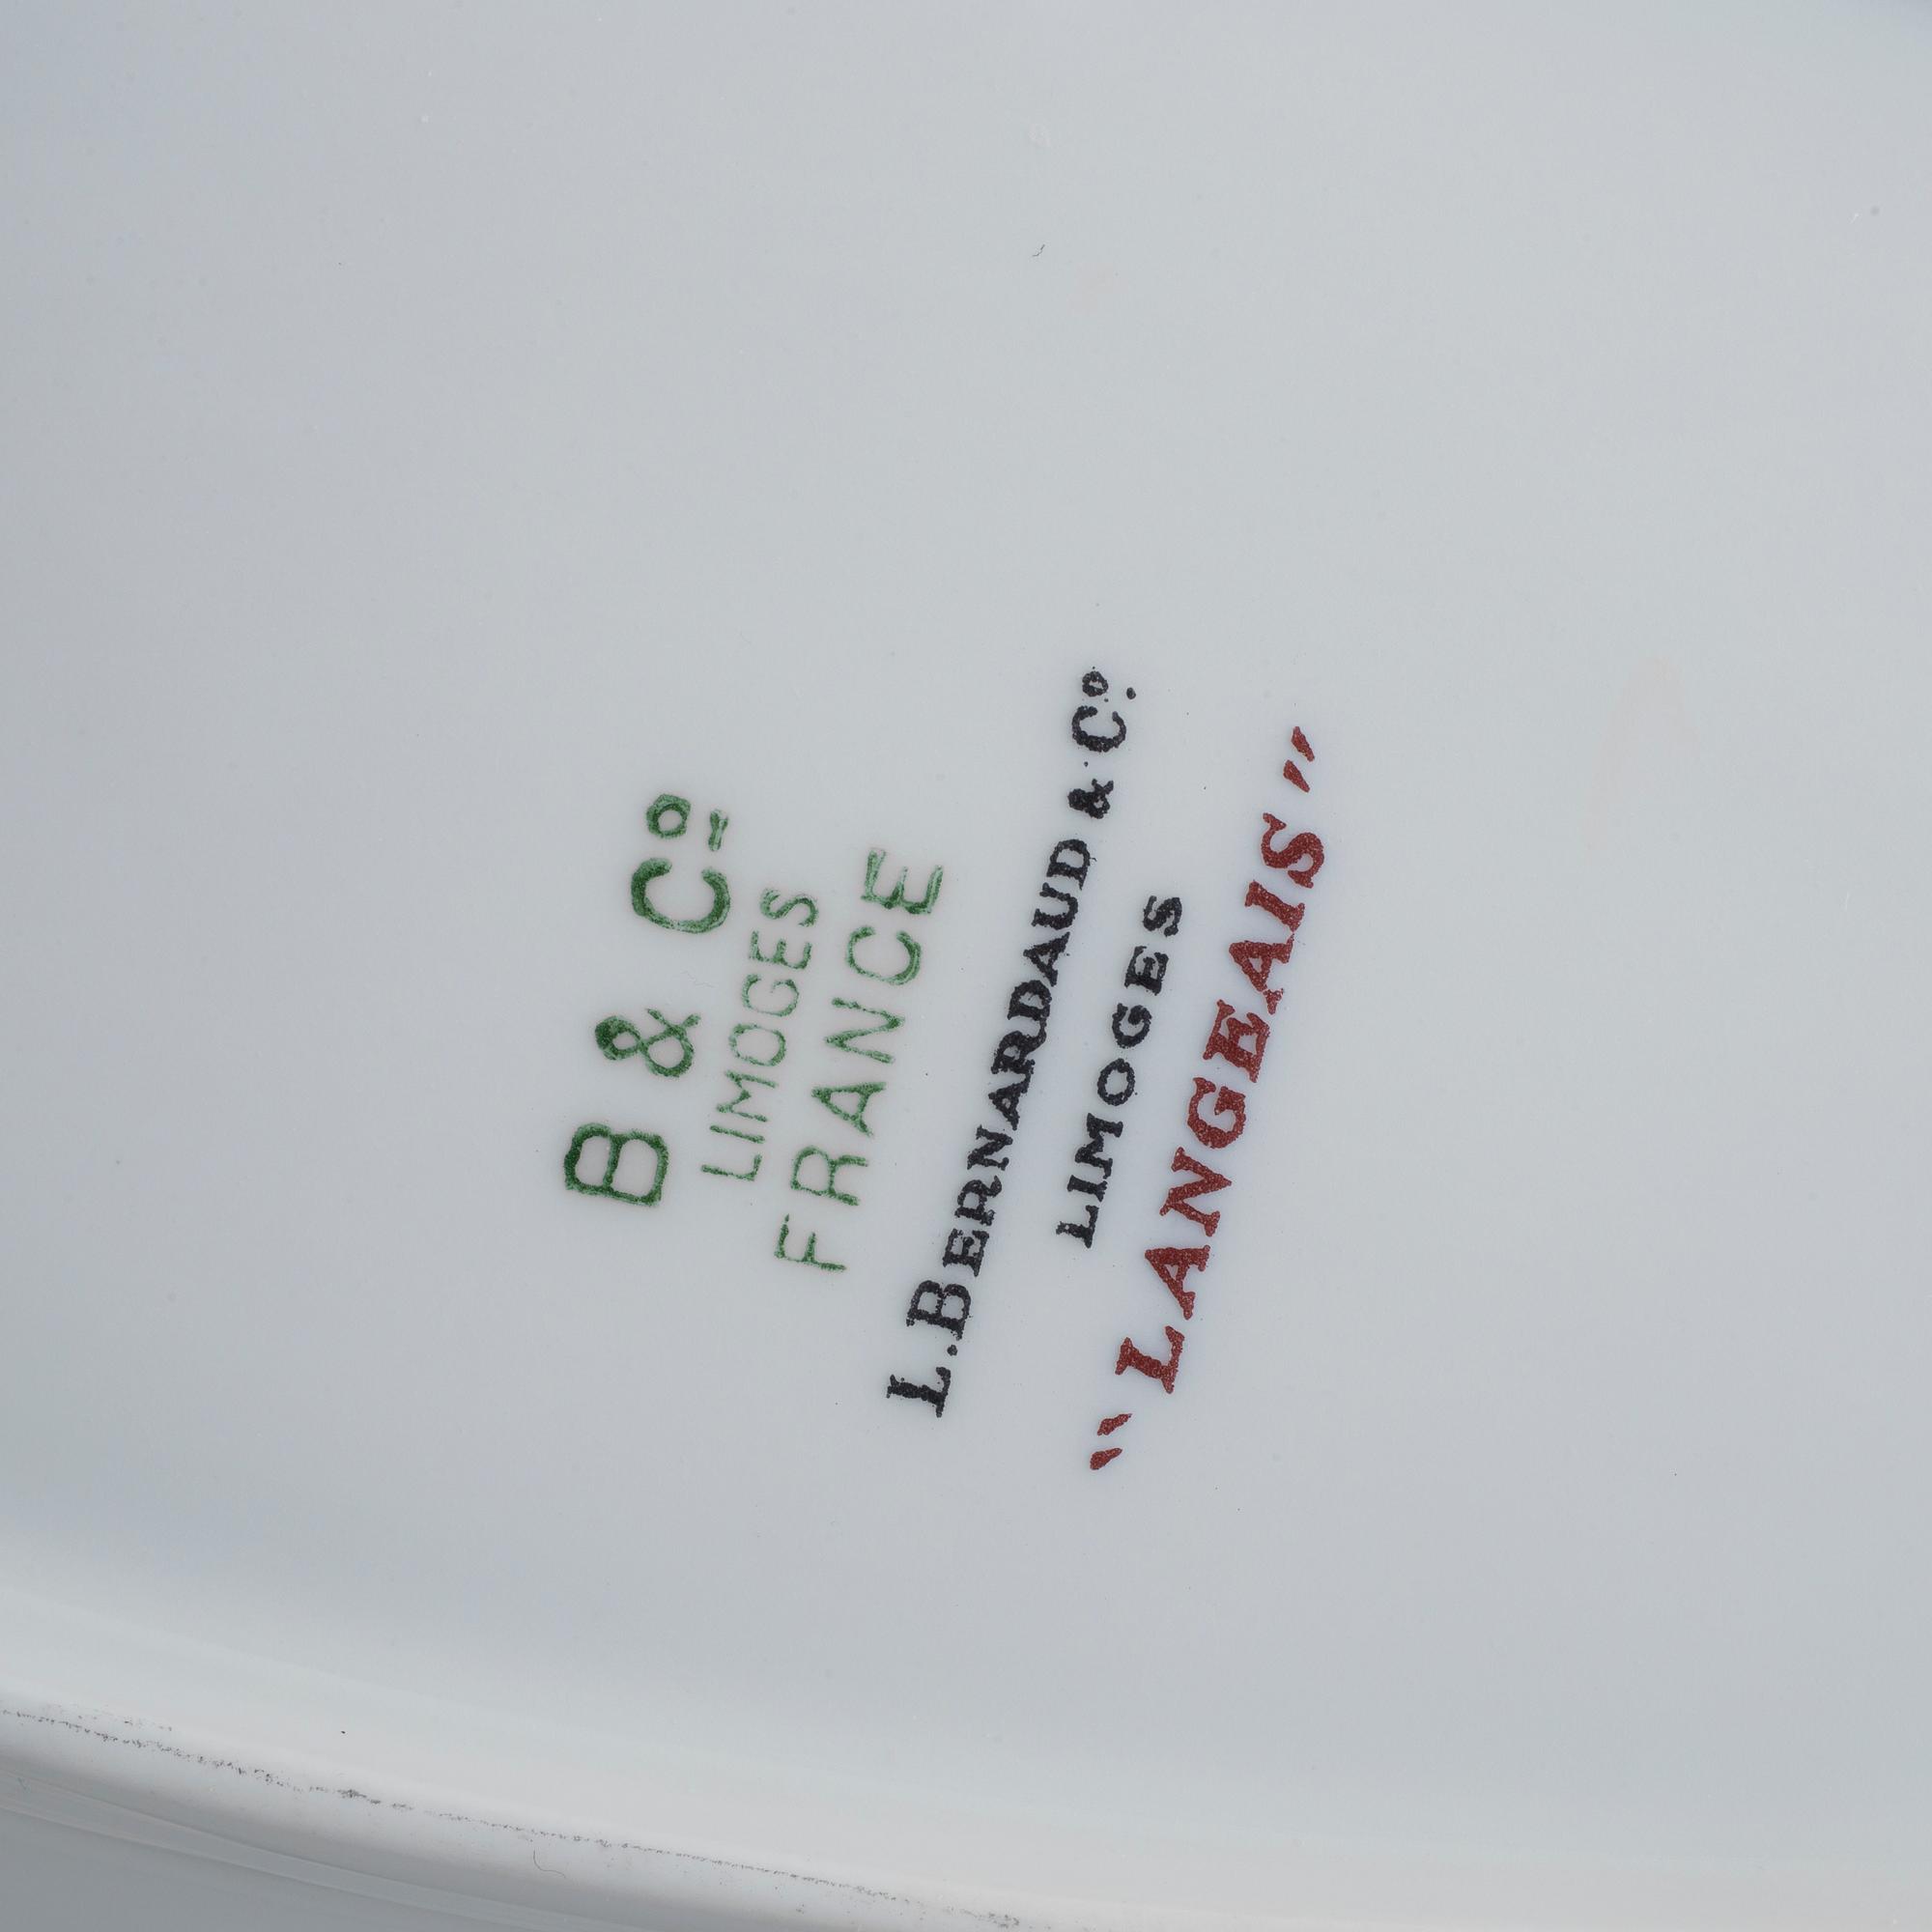 B & Cº
LIMOGES
FRANCE
L. BERNARDAUD & Cº.
LIMOGES
"LANGEAIS"